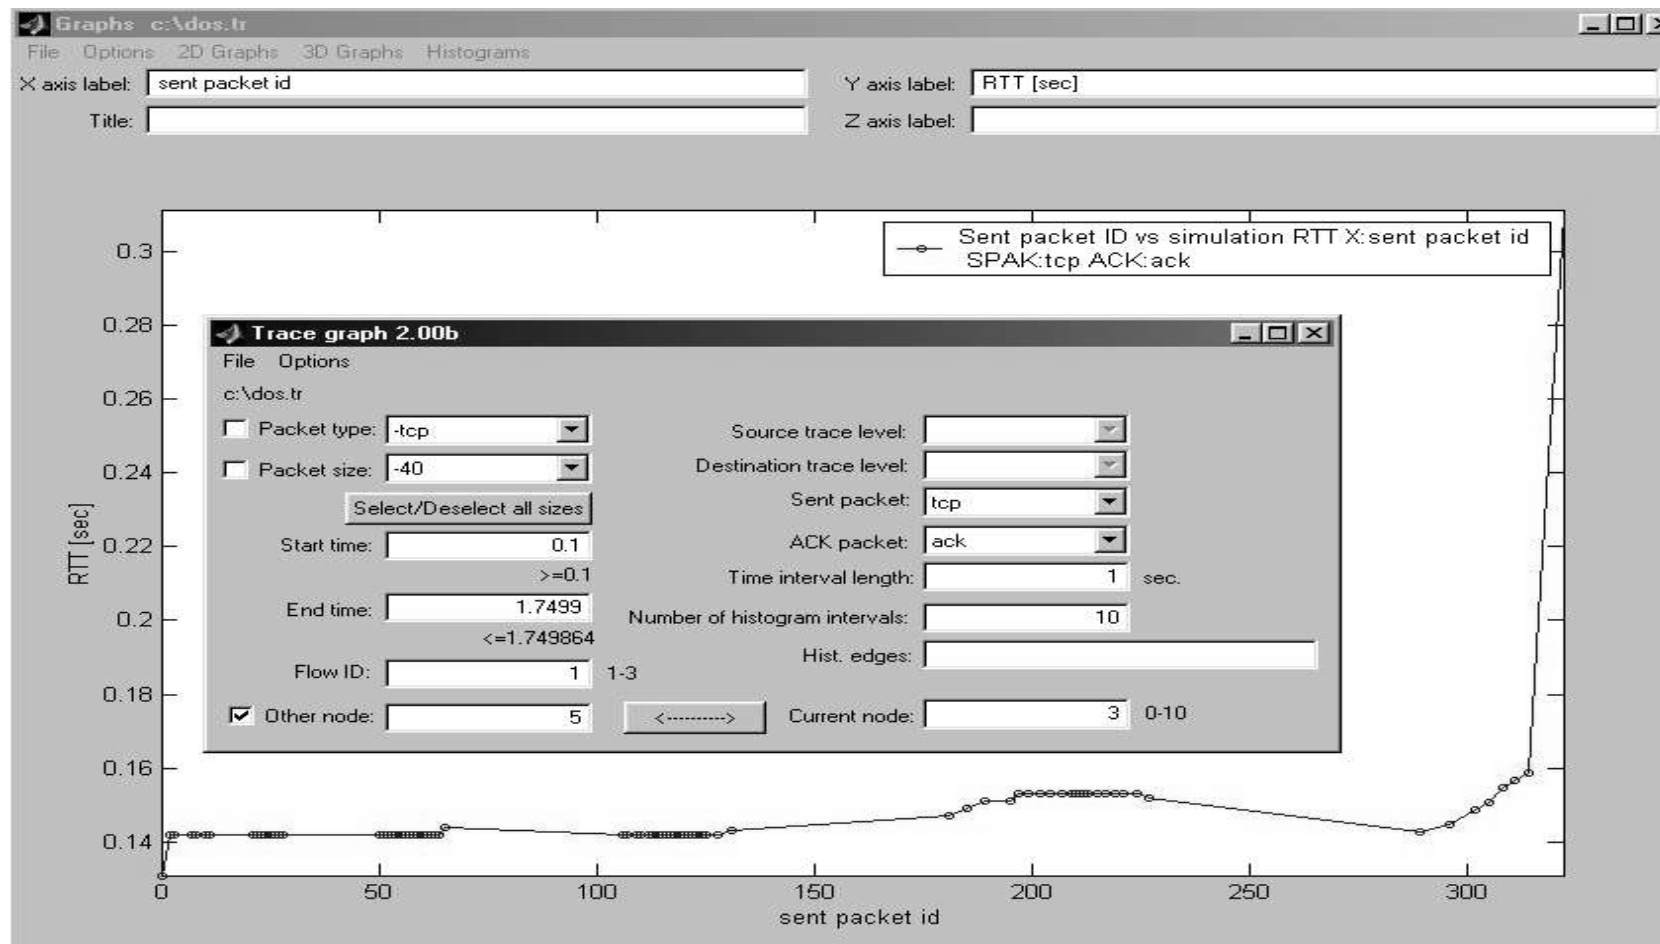 Graphs c:\dos.tr
File Options 2D Graphs 3D Graphs Histograms
X axis label: sent packet id Y axis label: RTT [sec]
Title: Z axis label:
Sent packet ID vs simulation RTT X:sent packet id
SPAK:tcp ACK:ack
0.3
0.28
0.26
0.24
0.22
0.2
0.18
0.16
0.14
RTT [sec]
Trace graph 2.00b
File Options
c:\dos.tr
Packet type: -tcp Source trace level:
Packet size: -40 Destination trace level:
Select/Deselect all sizes Sent packet: tcp
Start time: 0.1 ACK packet: ack
>=0.1 Time interval length: 1 sec.
End time: 1.7499 Number of histogram intervals: 10
<=1.749864 Hist. edges:
Flow ID: 1 1-3
Other node: 5 <----------> Current node: 3 0-10
0 50 100 150 200 250 300
sent packet id